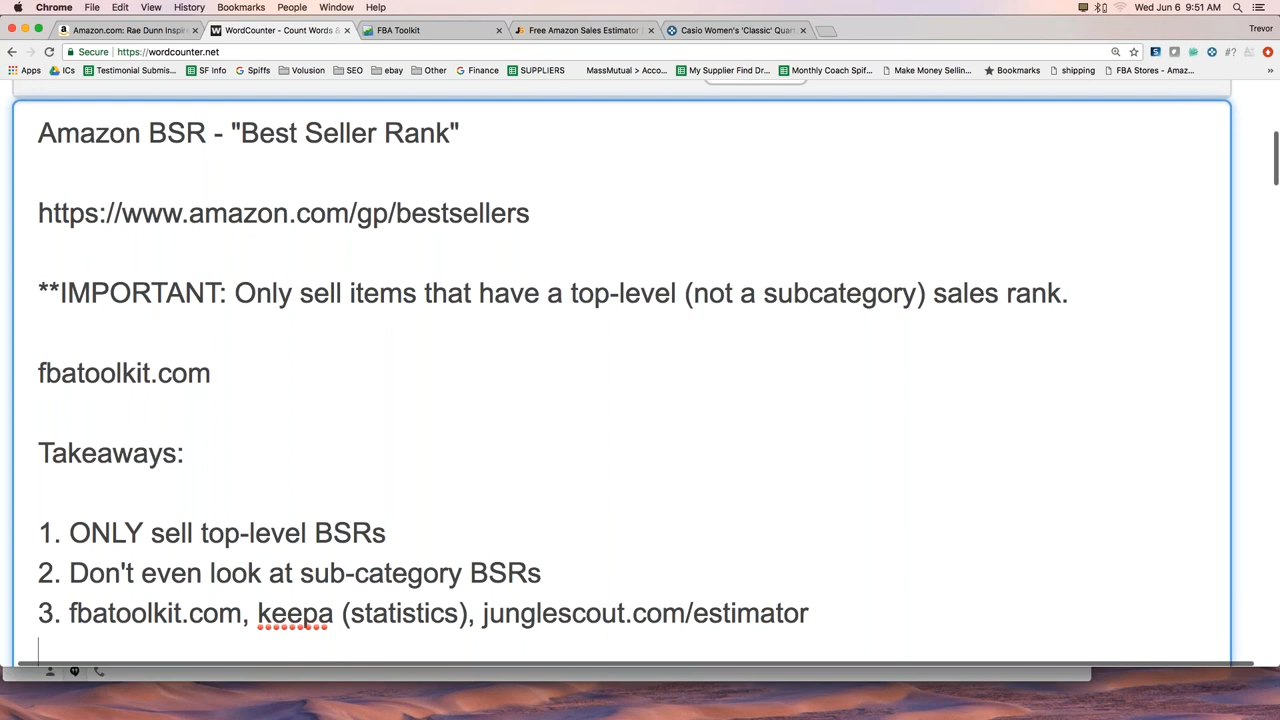 Chrome File Edit View History Bookmarks People Window Help
Wed Jun 6 9:51 AM
Amazon.com: Rae Dunn Inspire
WordCounter - Count Words &
FBA Toolkit
Free Amazon Sales Estimator
Casio Women's 'Classic' Quart
Trevor
Secure https://wordcounter.net
Apps ICs Testimonial Submis... SF Info Spiffs Volusion SEO ebay Other Finance SUPPLIERS MassMutual > Acco... My Supplier Find Dr... Monthly Coach Spif... Make Money Sellin... Bookmarks shipping FBA Stores - Amaz...
Amazon BSR - "Best Seller Rank"
https://www.amazon.com/gp/bestsellers
**IMPORTANT: Only sell items that have a top-level (not a subcategory) sales rank.
fbatoolkit.com
Takeaways:
1. ONLY sell top-level BSRs
2. Don't even look at sub-category BSRs
3. fbatoolkit.com, keepa (statistics), junglescout.com/estimator